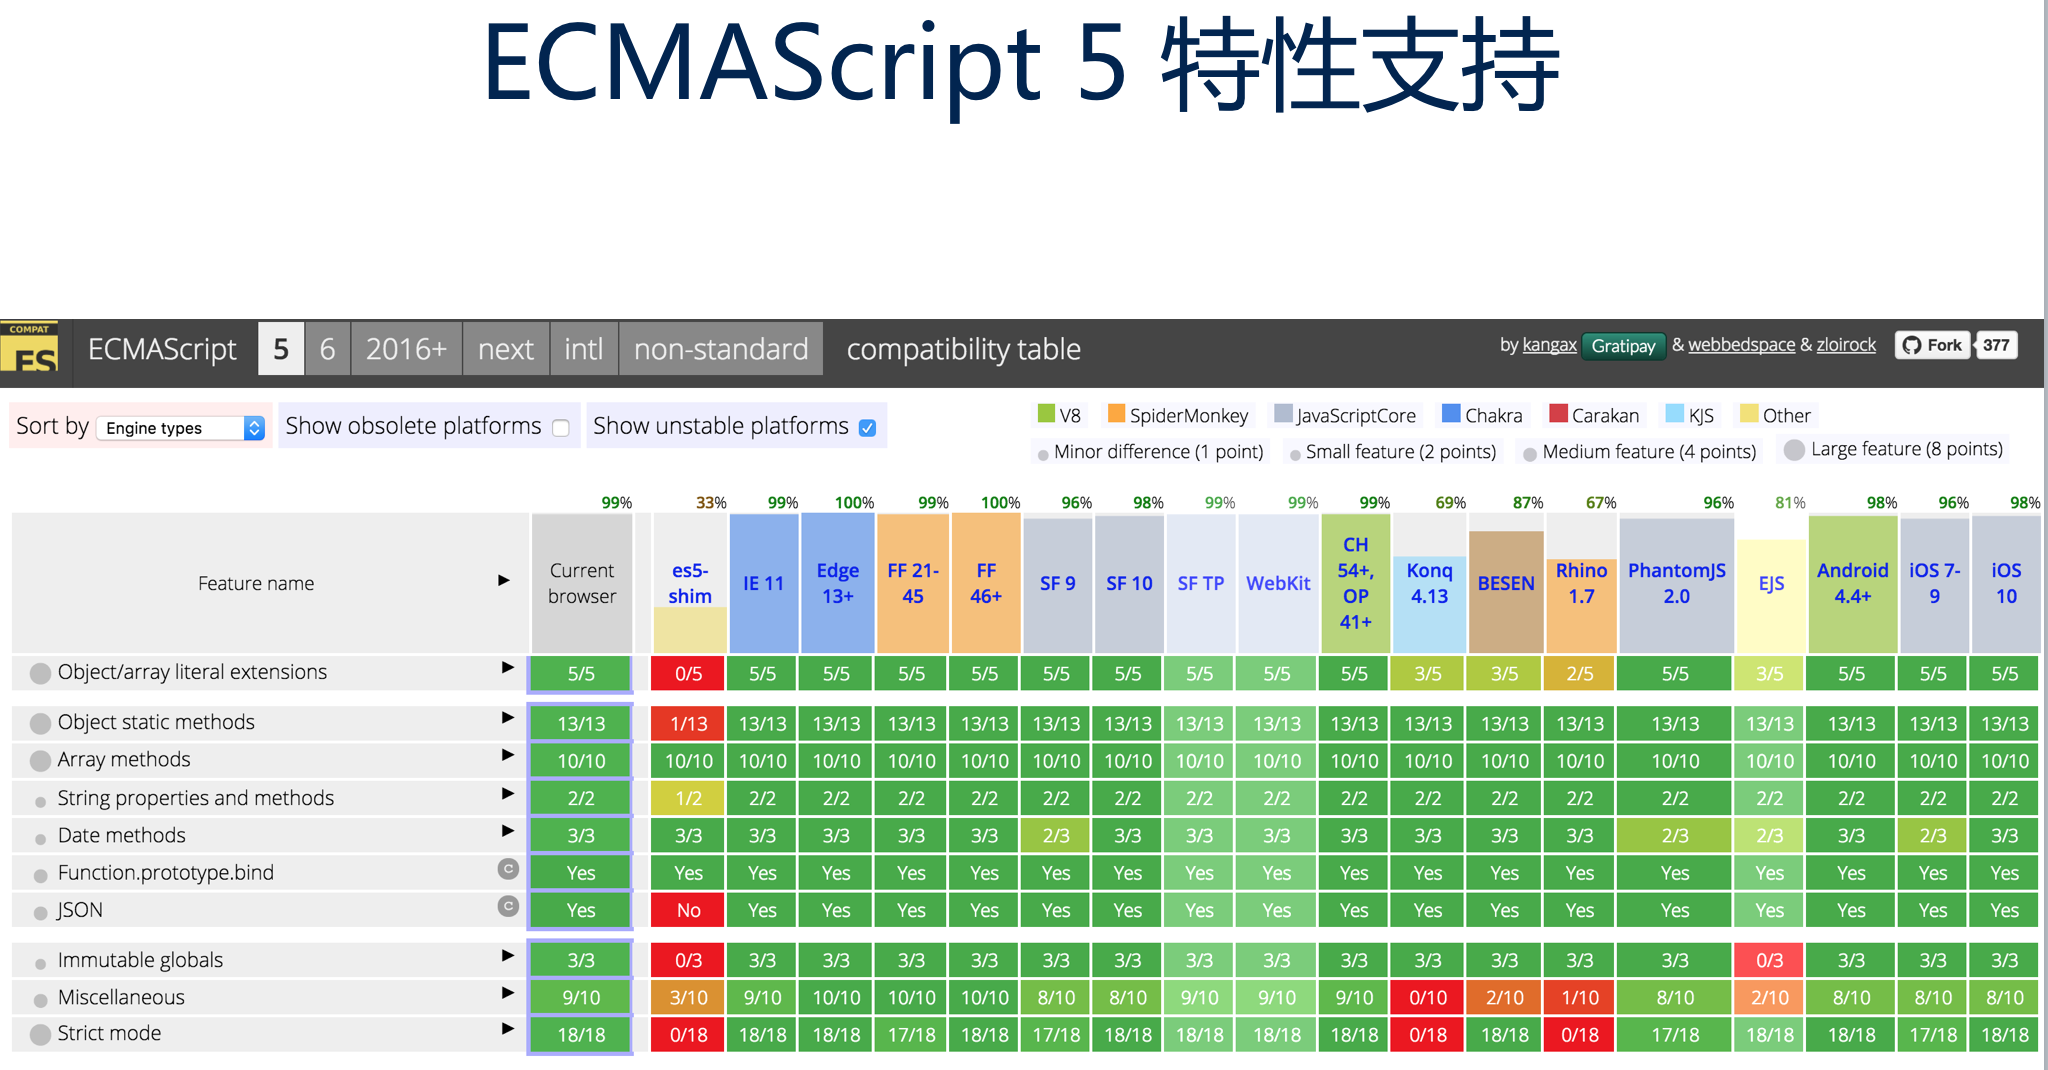 ECMAScript 5 特性支持
COMPAT
ES
ECMAScript 5 6 2016+ next intl non-standard compatibility table
by kangax Gratipay & webbedspace & zloirock Fork 377
Sort by Engine types Show obsolete platforms Show unstable platforms
V8 SpiderMonkey JavaScriptCore Chakra Carakan KJS Other
Minor difference (1 point) Small feature (2 points) Medium feature (4 points) Large feature (8 points)
99% 33% 99% 100% 99% 100% 96% 98% 99% 99% 99% 69% 87% 67% 96% 81% 98% 96% 98%
Feature name Current browser es5-shim IE 11 Edge 13+ FF 21-45 FF 46+ SF 9 SF 10 SF TP WebKit CH 54+, OP 41+ Konq 4.13 BESEN Rhino 1.7 PhantomJS 2.0 EJS Android 4.4+ iOS 7-9 iOS 10
Object/array literal extensions 5/5 0/5 5/5 5/5 5/5 5/5 5/5 5/5 5/5 5/5 5/5 3/5 3/5 2/5 5/5 3/5 5/5 5/5 5/5
Object static methods 13/13 1/13 13/13 13/13 13/13 13/13 13/13 13/13 13/13 13/13 13/13 13/13 13/13 13/13 13/13 13/13 13/13 13/13 13/13
Array methods 10/10 10/10 10/10 10/10 10/10 10/10 10/10 10/10 10/10 10/10 10/10 10/10 10/10 10/10 10/10 10/10 10/10 10/10 10/10
String properties and methods 2/2 1/2 2/2 2/2 2/2 2/2 2/2 2/2 2/2 2/2 2/2 2/2 2/2 2/2 2/2 2/2 2/2 2/2 2/2
Date methods 3/3 3/3 3/3 3/3 3/3 3/3 2/3 3/3 3/3 3/3 3/3 3/3 3/3 3/3 2/3 2/3 3/3 2/3 3/3
Function.prototype.bind C Yes Yes Yes Yes Yes Yes Yes Yes Yes Yes Yes Yes Yes Yes Yes Yes Yes Yes Yes
JSON C Yes No Yes Yes Yes Yes Yes Yes Yes Yes Yes Yes Yes Yes Yes Yes Yes Yes Yes
Immutable globals 3/3 0/3 3/3 3/3 3/3 3/3 3/3 3/3 3/3 3/3 3/3 3/3 3/3 3/3 3/3 0/3 3/3 3/3 3/3
Miscellaneous 9/10 3/10 9/10 10/10 10/10 10/10 8/10 8/10 9/10 9/10 9/10 0/10 2/10 1/10 8/10 2/10 8/10 8/10 8/10
Strict mode 18/18 0/18 18/18 18/18 17/18 18/18 17/18 18/18 18/18 18/18 18/18 0/18 18/18 0/18 17/18 18/18 18/18 17/18 18/18